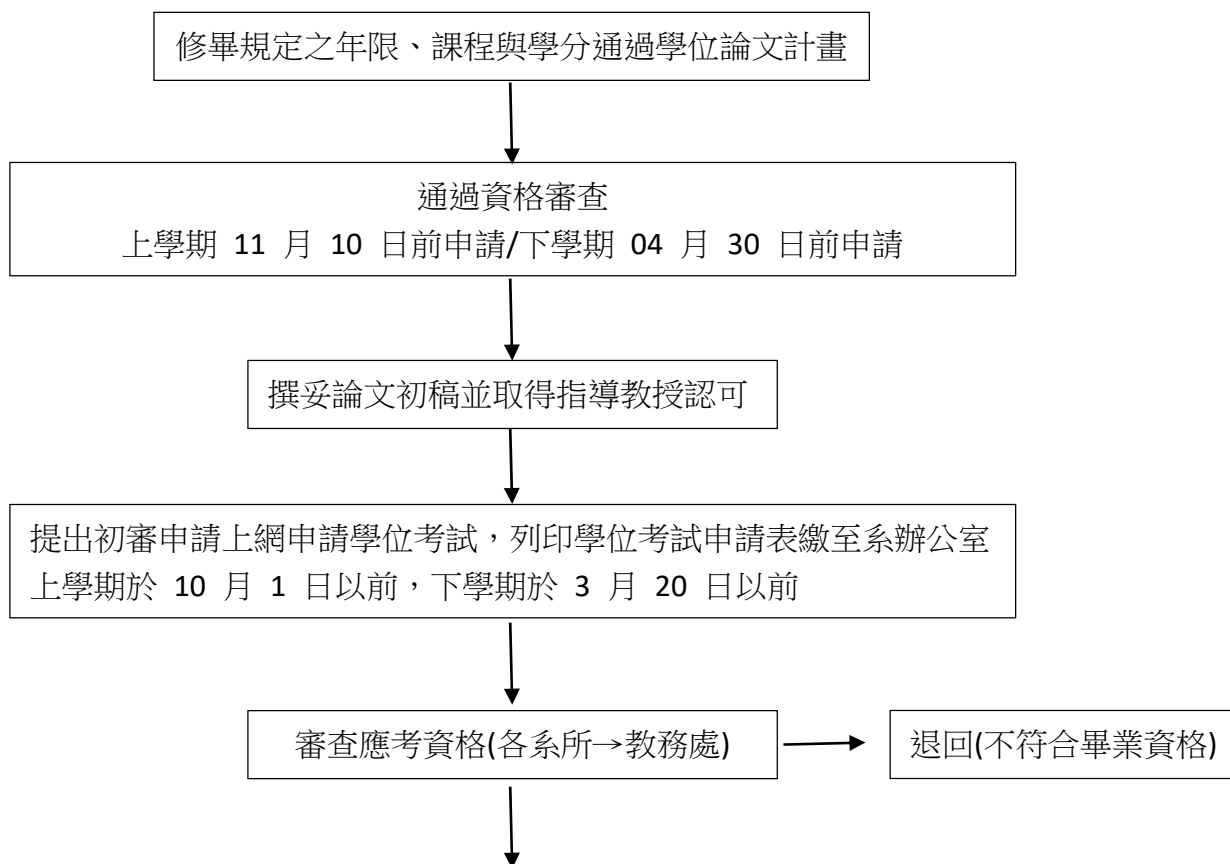 修畢規定之年限、課程與學分通過學位論文計畫
通過資格審查
上學期 11 月 10 日前申請/下學期 04 月 30 日前申請
撰妥論文初稿並取得指導教授認可
提出初審申請上網申請學位考試，列印學位考試申請表繳至系辦公室
上學期於 10 月 1 日以前，下學期於 3 月 20 日以前
審查應考資格(各系所→教務處)
退回(不符合畢業資格)